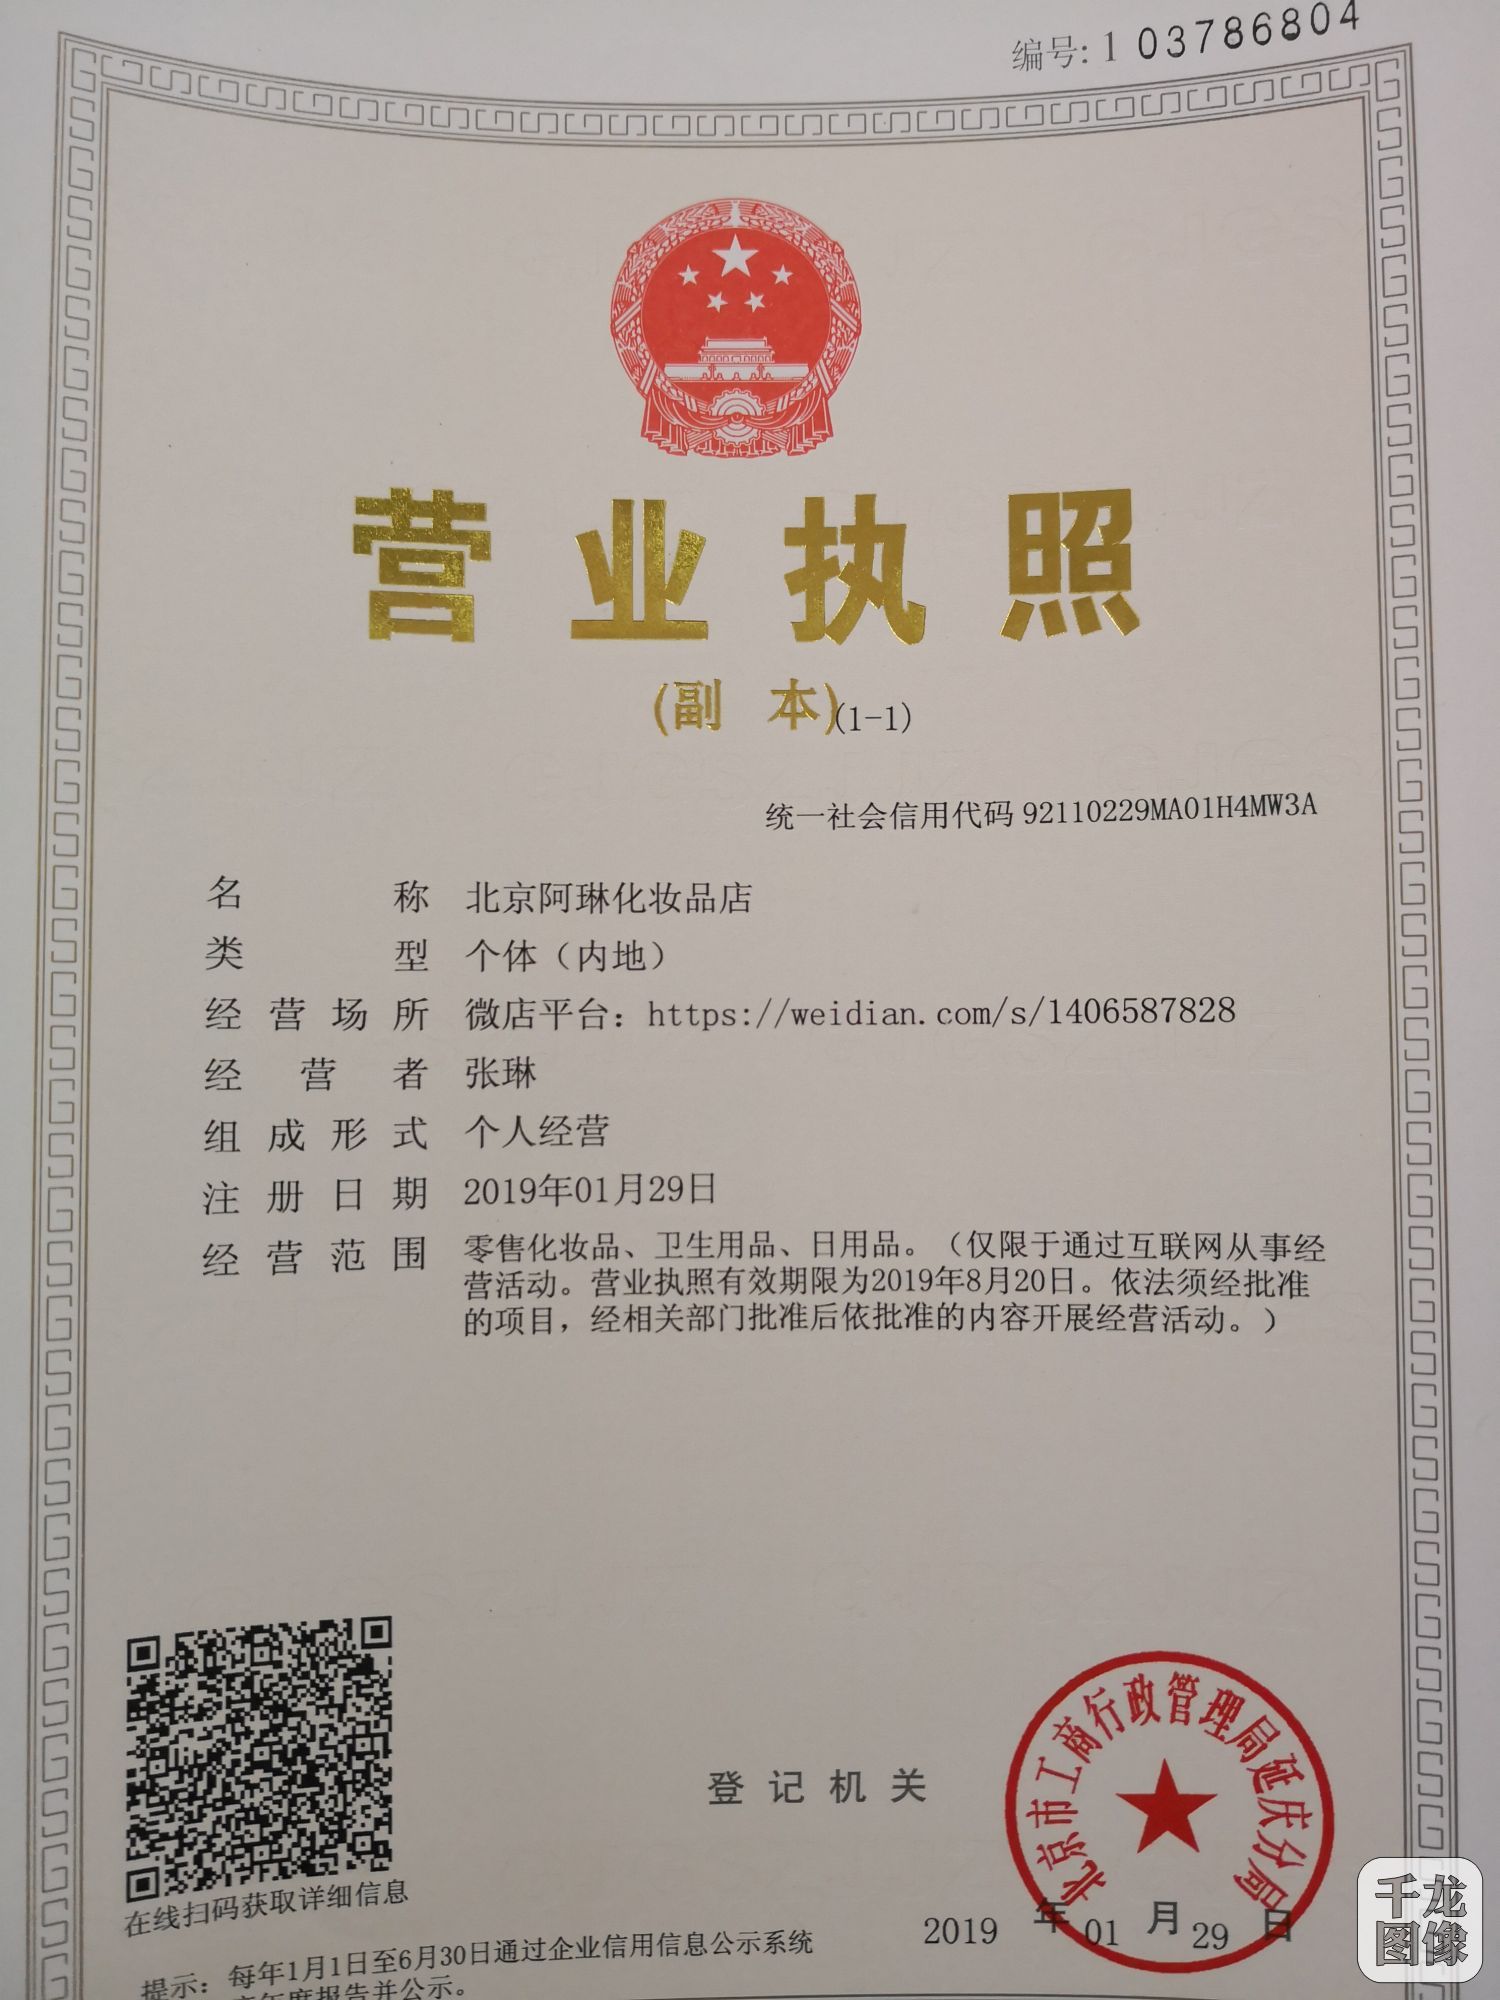 编号: 1 03786804
营业执照
(副 本)(1-1)
统一社会信用代码 92110229MA01H4MW3A
名 称 北京阿琳化妆品店
类 型 个体（内地）
经营场所 微店平台：https://weidian.com/s/1406587828
经营者 张琳
组成形式 个人经营
注册日期 2019年01月29日
经营范围 零售化妆品、卫生用品、日用品。（仅限于通过互联网从事经
营活动。营业执照有效期限为2019年8月20日。依法须经批准
的项目，经相关部门批准后依批准的内容开展经营活动。）
登记机关
北京市工商行政管理局延庆分局
2019 年 01 月 29 日
在线扫码获取详细信息
提示：每年1月1日至6月30日通过企业信用信息公示系统
年度报告并公示。
千龙
图像